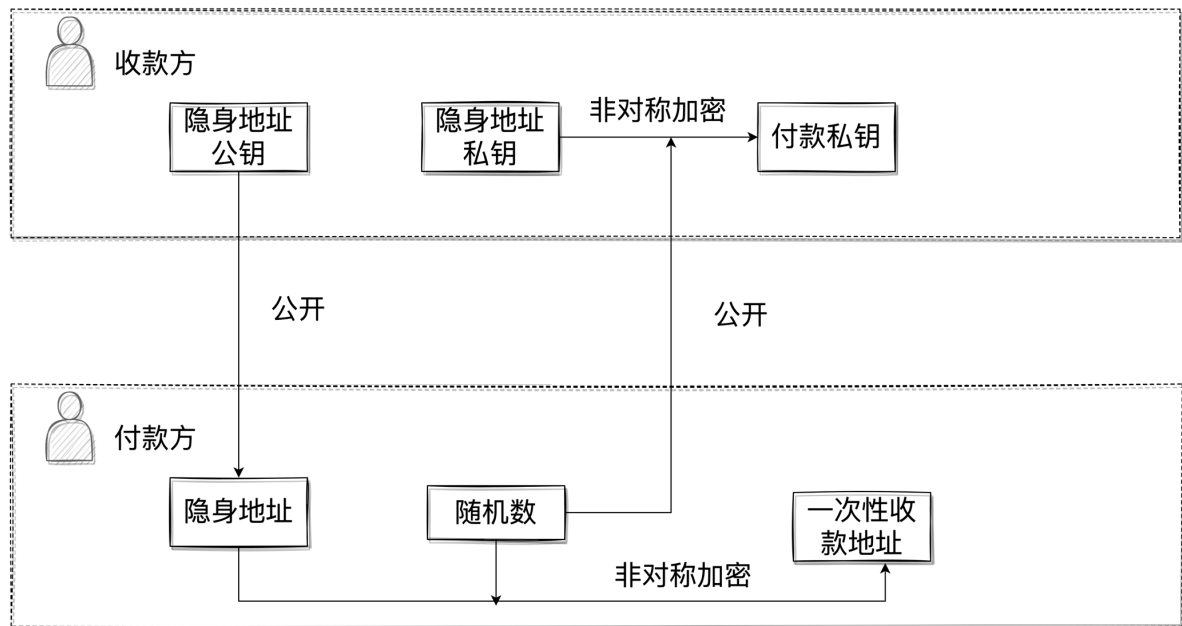 收款方
隐身地址
公钥
隐身地址
私钥
非对称加密
付款私钥
公开
公开
付款方
隐身地址
随机数
一次性收
款地址
非对称加密